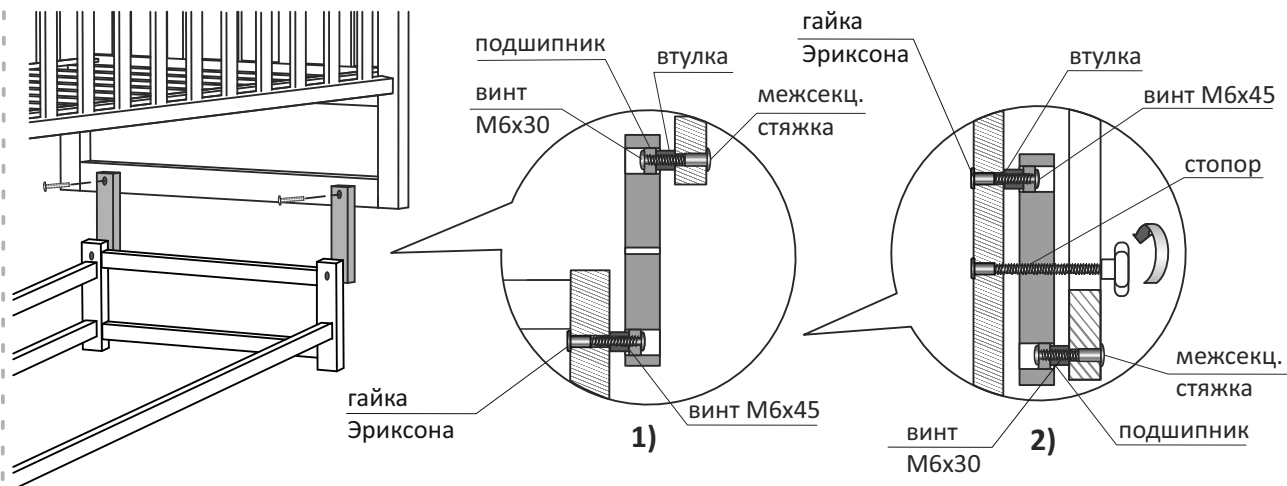 подшипник
втулка
винт
М6х30
межсекц.
стяжка
гайка
Эриксона
винт М6х45
1)
гайка
Эриксона
втулка
винт М6х45
стопор
межсекц.
стяжка
подшипник
винт
М6х30
2)